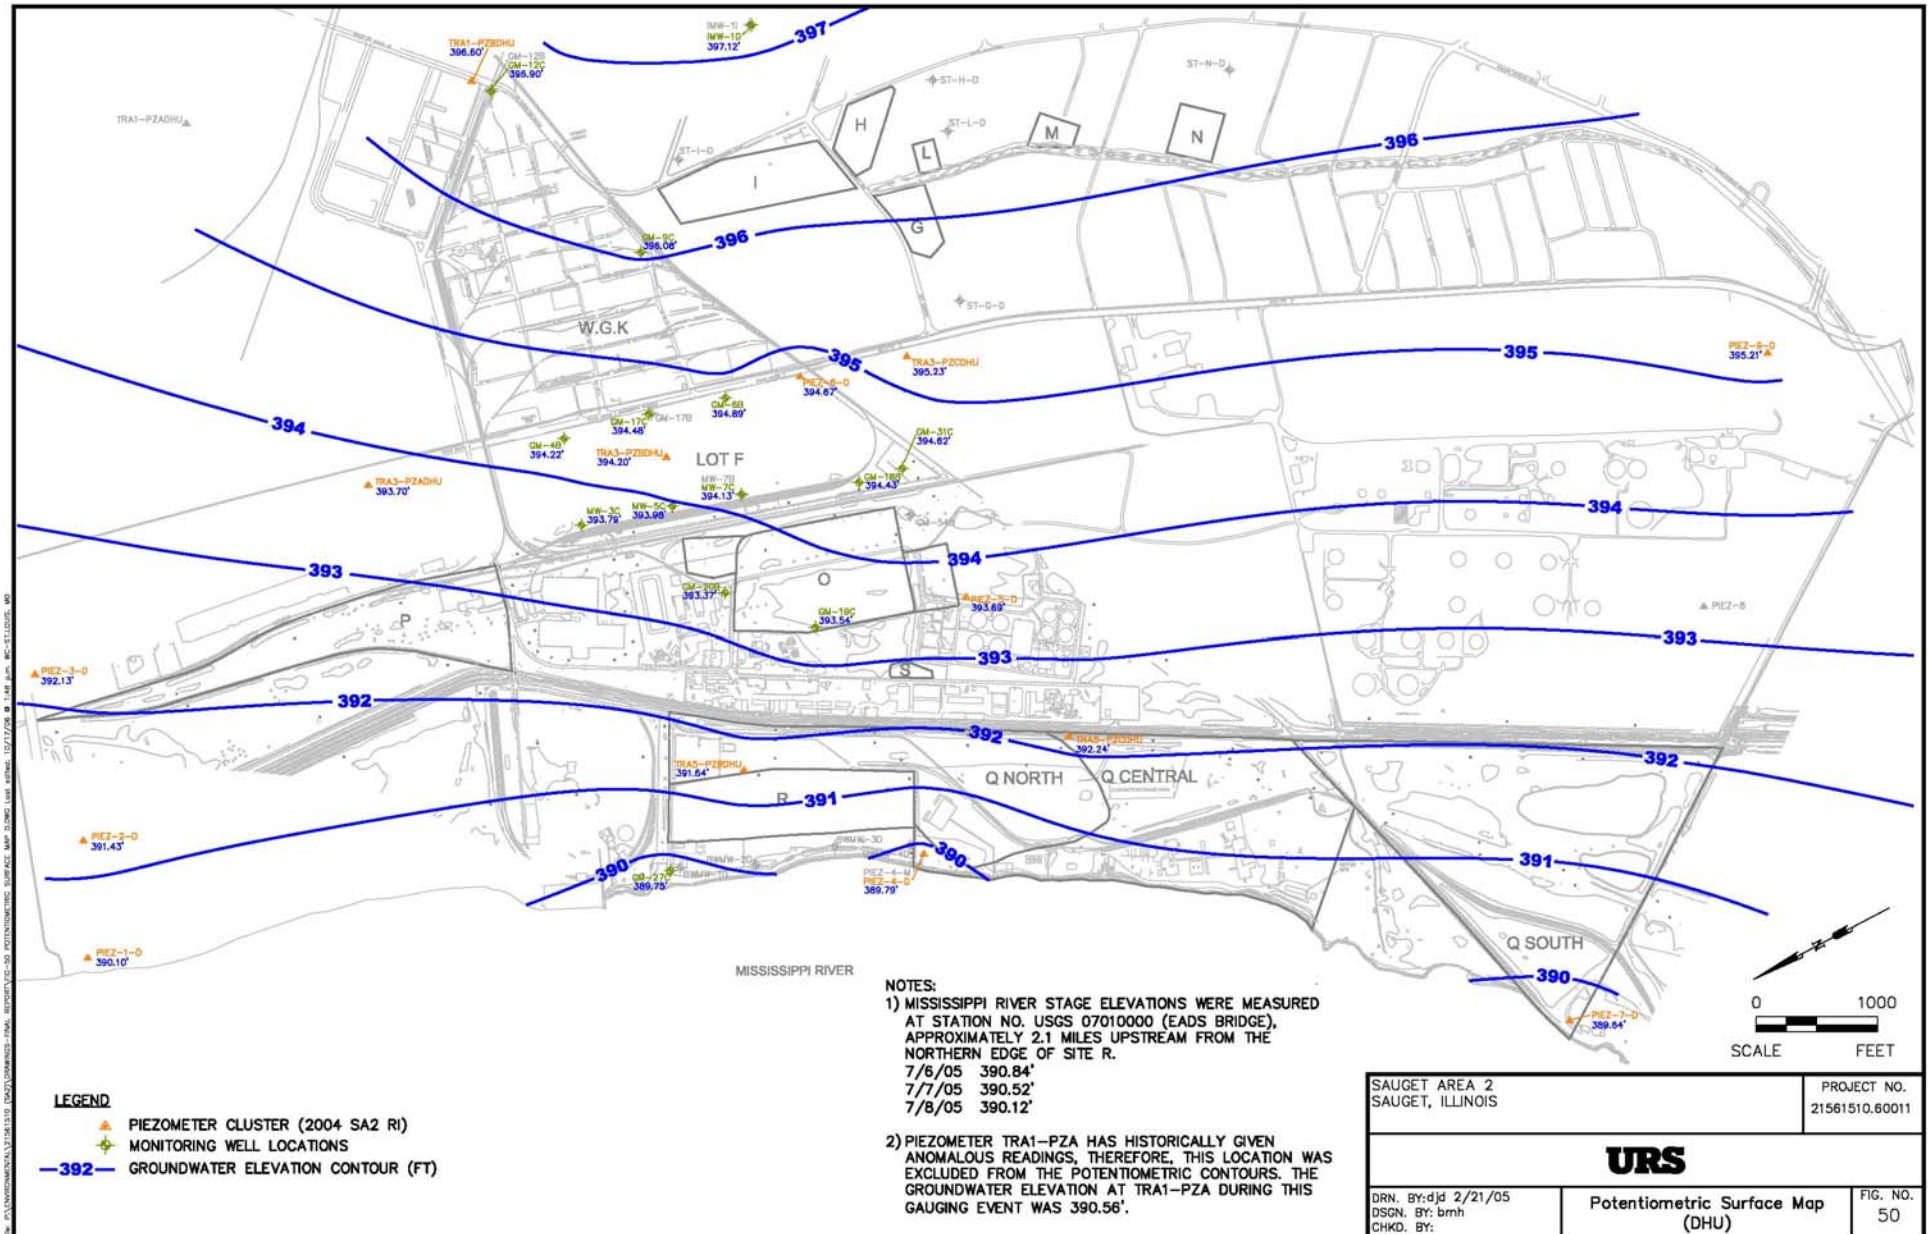 397
IMW-1I
IMW-1D
397.12'
TRA1-PZBDHU
396.60'
GM-12B
GM-12C
396.90'
TRA1-PZADHU
ST-H-D
ST-N-D
ST-L-D
ST-I-D
H
L
M
N
I
G
396
396
GM-9C
396.08'
ST-G-D
W.G.K
395
TRA3-PZCDHU
395.23'
395
PIEZ-9-D
395.21'
PIEZ-6-D
394.67'
GM-6B
394.89'
GM-17C
394.48'
GM-17B
394
GM-4B
394.22'
TRA3-PZBDHU
394.20'
LOT F
GM-31C
394.62'
TRA3-PZADHU
393.70'
MW-7B
MW-7C
394.13'
GM-18B
394.43'
MW-3C
393.79'
MW-5C
393.98'
394
394
393
O
GM-20B
393.37'
GM-19C
393.54'
PIEZ-5-D
393.69'
PIEZ-8
P
393
393
S
PIEZ-3-D
392.13'
392
392
392.24'
392
TRA5-PZBDHU
391.64'
Q NORTH
Q CENTRAL
R
391
PIEZ-2-D
391.43'
390
389.75'
390
PIEZ-4-M
PIEZ-4-D
389.79'
391
PIEZ-1-D
390.10'
MISSISSIPPI RIVER
Q SOUTH
390
PIEZ-7-D
389.64'
N
0 1000
SCALE FEET
NOTES:
1) MISSISSIPPI RIVER STAGE ELEVATIONS WERE MEASURED
AT STATION NO. USGS 07010000 (EADS BRIDGE),
APPROXIMATELY 2.1 MILES UPSTREAM FROM THE
NORTHERN EDGE OF SITE R.
7/6/05 390.84'
7/7/05 390.52'
7/8/05 390.12'
2) PIEZOMETER TRA1-PZA HAS HISTORICALLY GIVEN
ANOMALOUS READINGS, THEREFORE, THIS LOCATION WAS
EXCLUDED FROM THE POTENTIOMETRIC CONTOURS. THE
GROUNDWATER ELEVATION AT TRA1-PZA DURING THIS
GAUGING EVENT WAS 390.56'.
LEGEND
PIEZOMETER CLUSTER (2004 SA2 RI)
MONITORING WELL LOCATIONS
392 GROUNDWATER ELEVATION CONTOUR (FT)
SAUGET AREA 2
SAUGET, ILLINOIS
PROJECT NO.
21561510.60011
URS
DRN. BY:djd 2/21/05
DSGN. BY: bmh
CHKD. BY:
Potentiometric Surface Map
(DHU)
FIG. NO.
50